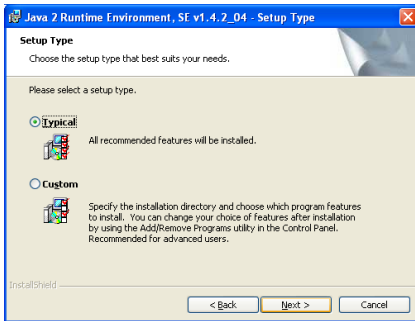 Java 2 Runtime Environment, SE v1.4.2_04 - Setup Type
Setup Type
Choose the setup type that best suits your needs.
Please select a setup type.
Typical
All recommended features will be installed.
Custom
Specify the installation directory and choose which program features
to install. You can change your choice of features after installation
by using the Add/Remove Programs utility in the Control Panel.
Recommended for advanced users.
InstallShield
< Back
Next >
Cancel